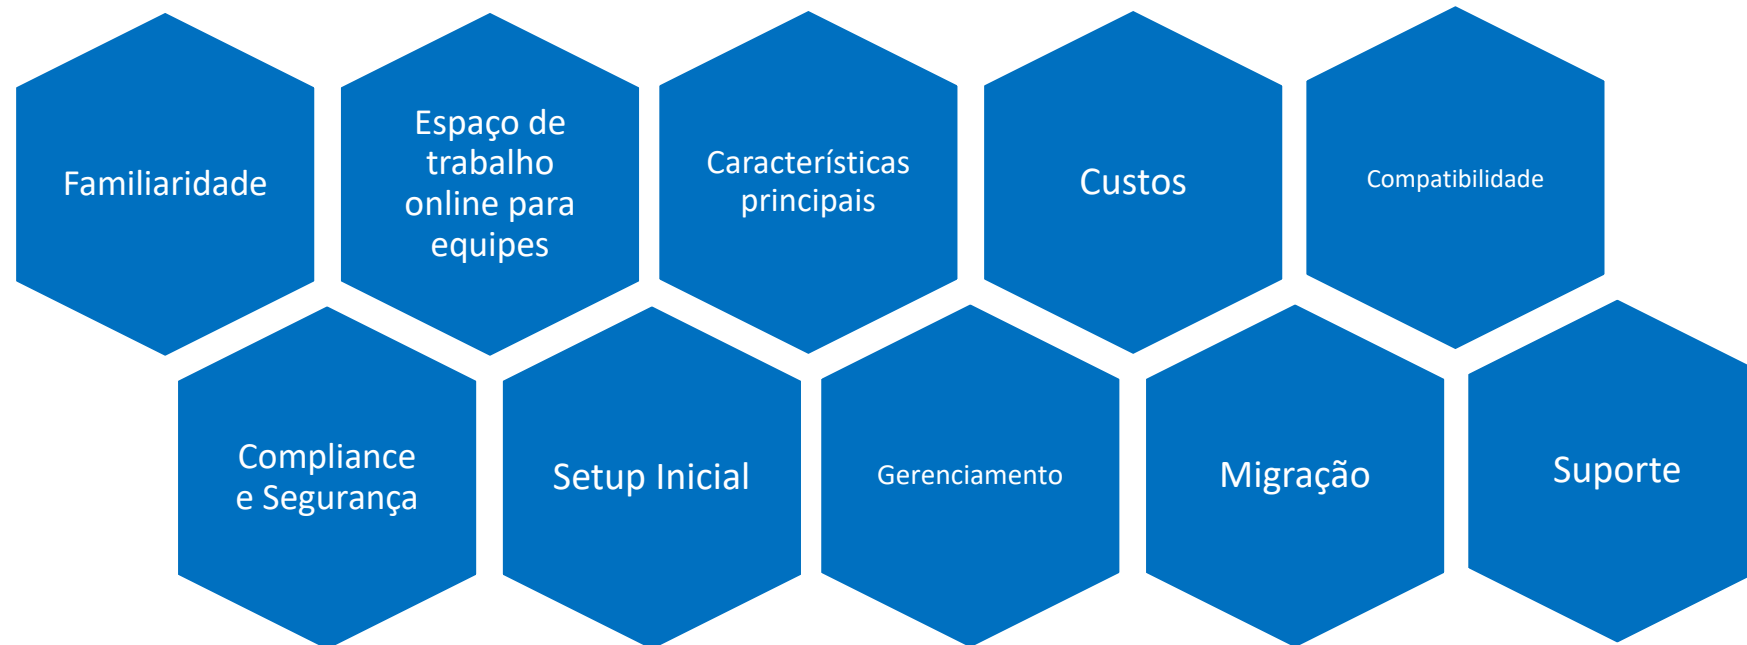 Familiaridade
Espaço de
trabalho
online para
equipes
Características
principais
Custos
Compatibilidade
Compliance
e Segurança
Setup Inicial
Gerenciamento
Migração
Suporte